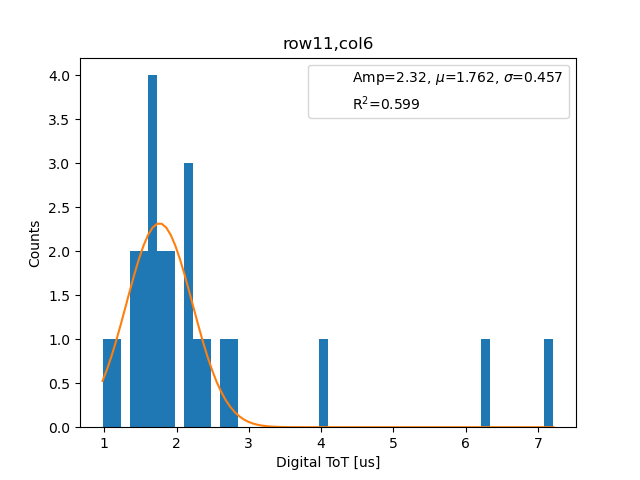 row11,col6
Amp=2.32, μ=1.762, σ=0.457
R²=0.599
Counts
4.0
3.5
3.0
2.5
2.0
1.5
1.0
0.5
0.0
1 2 3 4 5 6 7
Digital ToT [us]